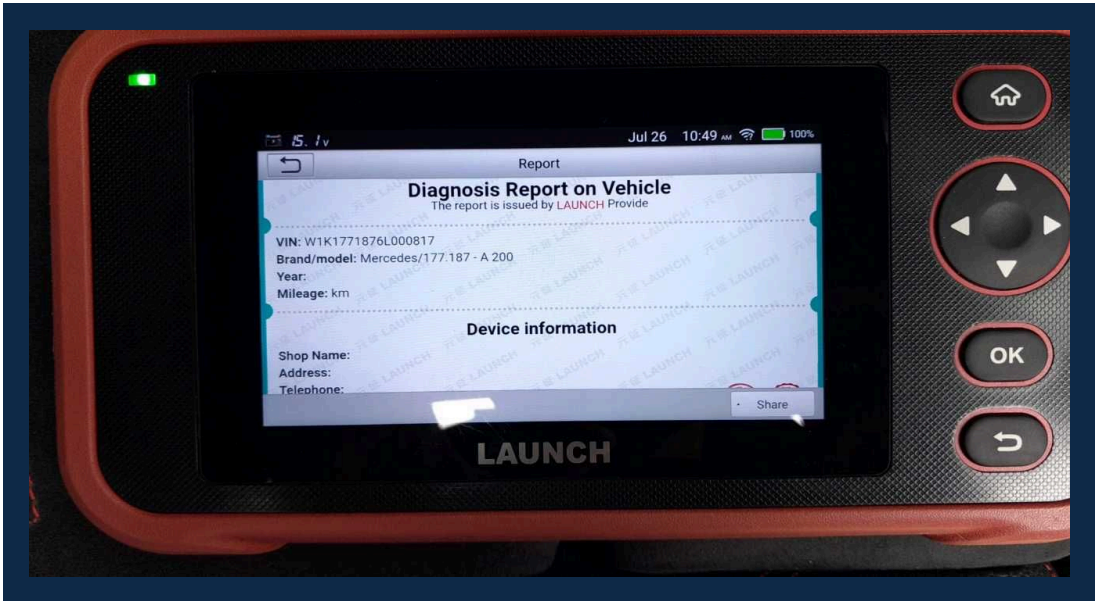 15.1v Jul 26 10:49 AM 100%
Report
Diagnosis Report on Vehicle
The report is issued by LAUNCH Provide
VIN: W1K1771876L000817
Brand/model: Mercedes/177.187 - A 200
Year:
Mileage: km
Device information
Shop Name:
Address:
Telephone:
Share
LAUNCH
OK